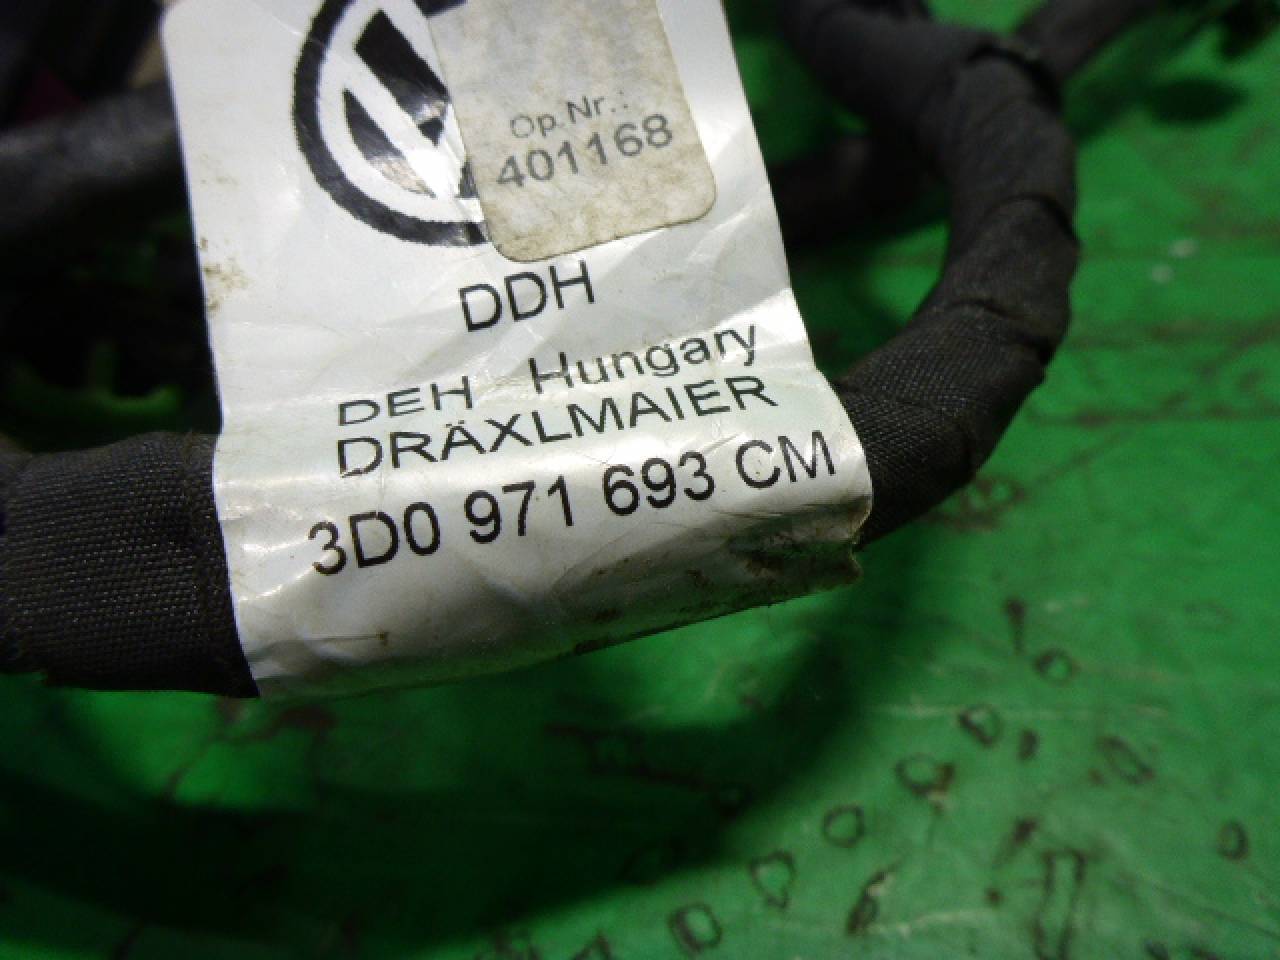 Op.Nr.:
401168
DDH
DEH Hungary
DRÄXLMAIER
3D0 971 693 CM